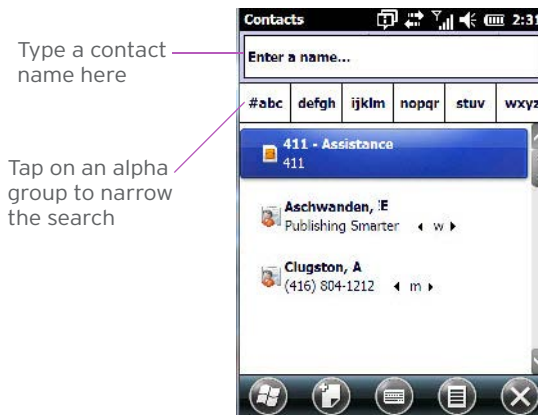 Contacts 2:31
Type a contact
name here
Enter a name...
#abc defgh ijklm nopqr stuv wxyz
Tap on an alpha
group to narrow
the search
411 - Assistance
411
Aschwanden, E
Publishing Smarter w
Clugston, A
(416) 804-1212 m